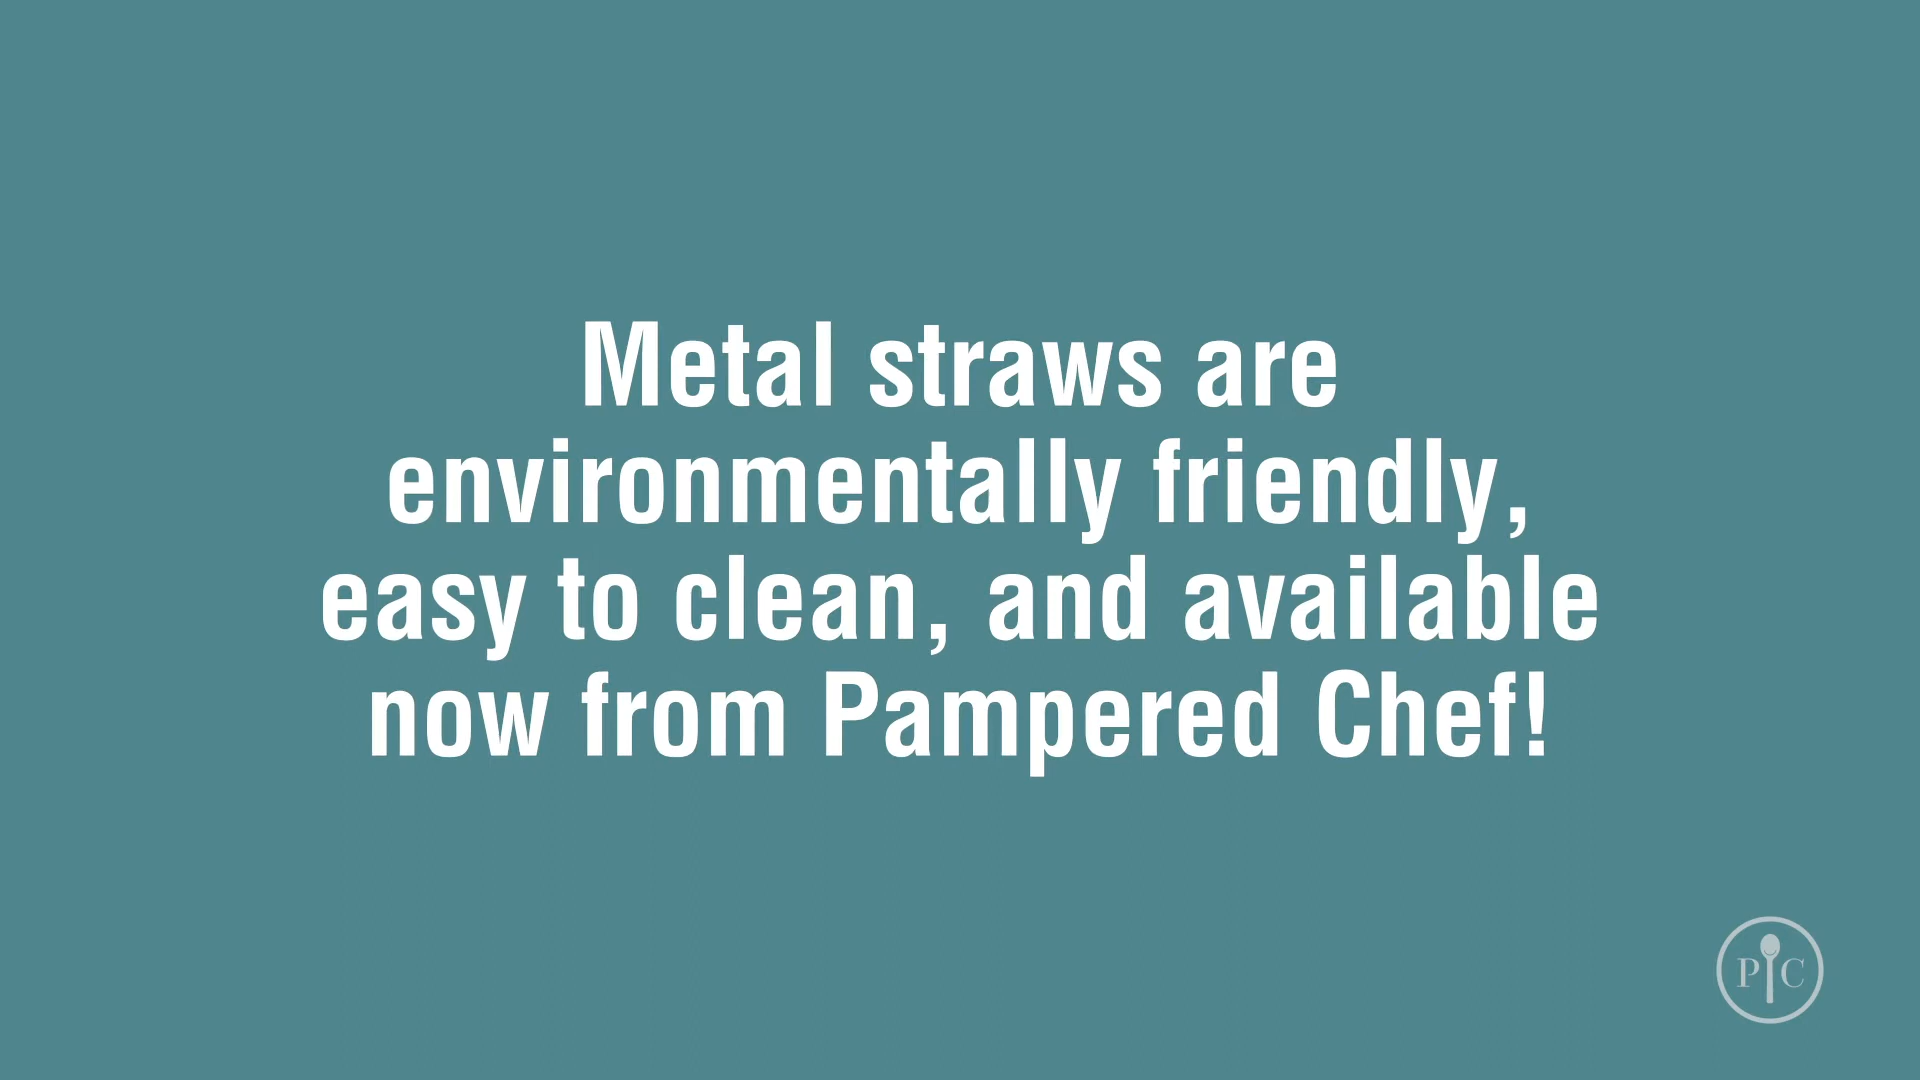 Metal straws are
environmentally friendly,
easy to clean, and available
now from Pampered Chef!
P C